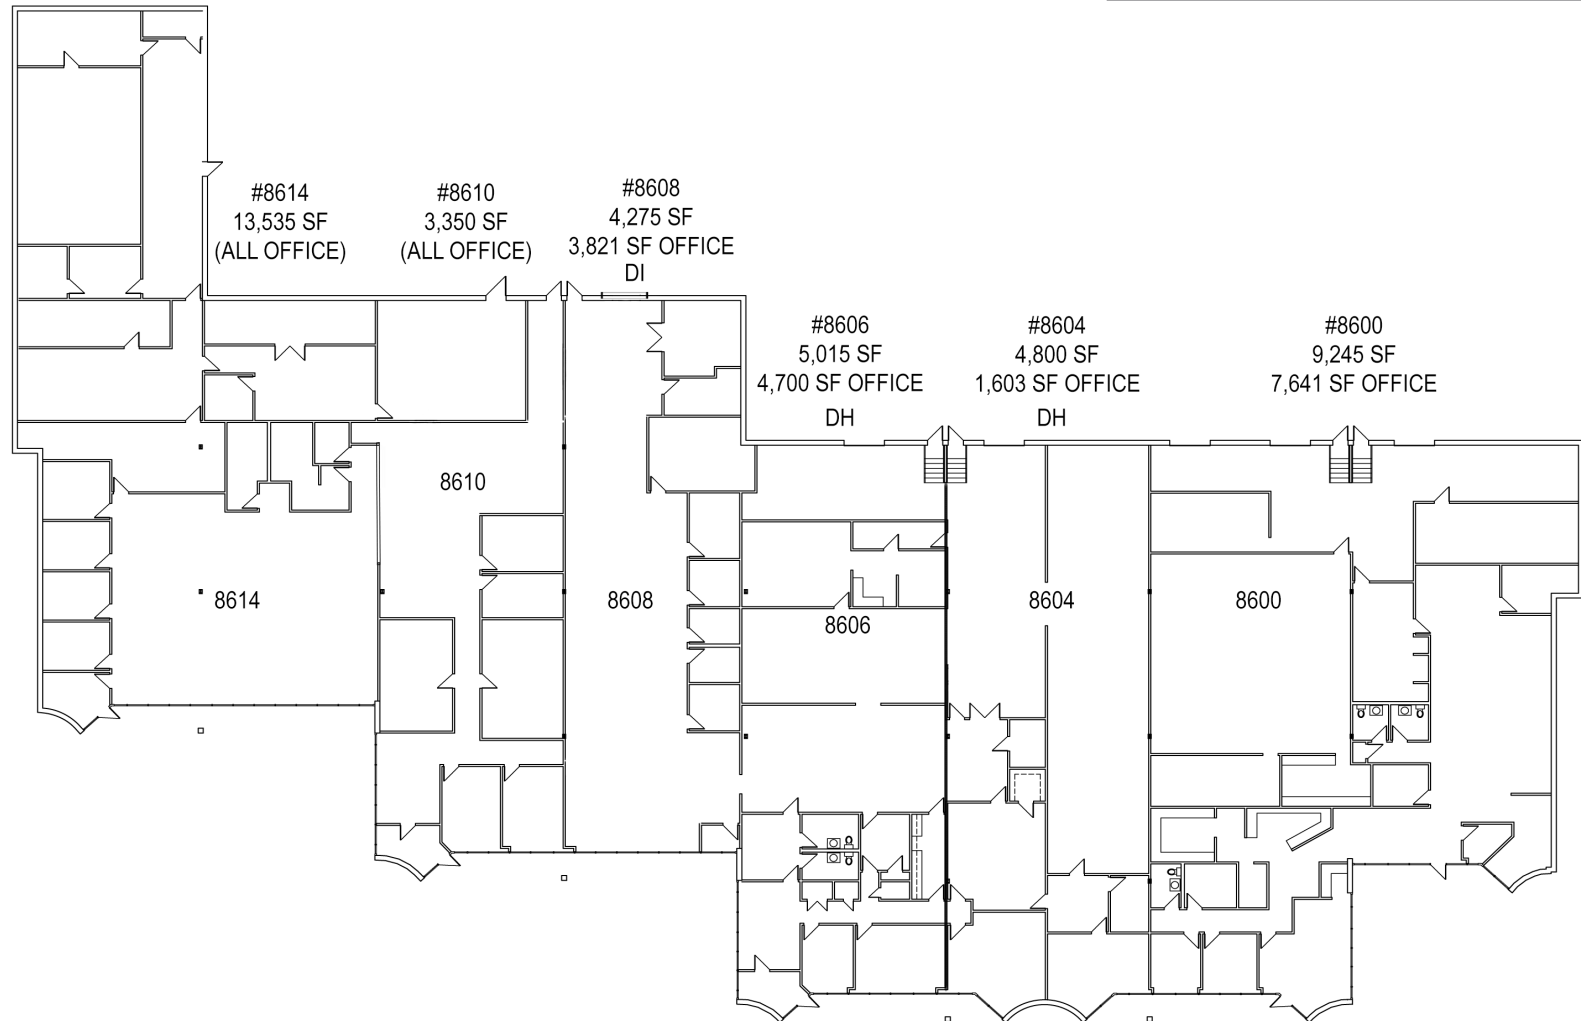 #8614
13,535 SF
(ALL OFFICE)
#8610
3,350 SF
(ALL OFFICE)
#8608
4,275 SF
3,821 SF OFFICE
DI
#8606
5,015 SF
4,700 SF OFFICE
DH
#8604
4,800 SF
1,603 SF OFFICE
DH
#8600
9,245 SF
7,641 SF OFFICE
8610
8614
8608
8606
8604
8600